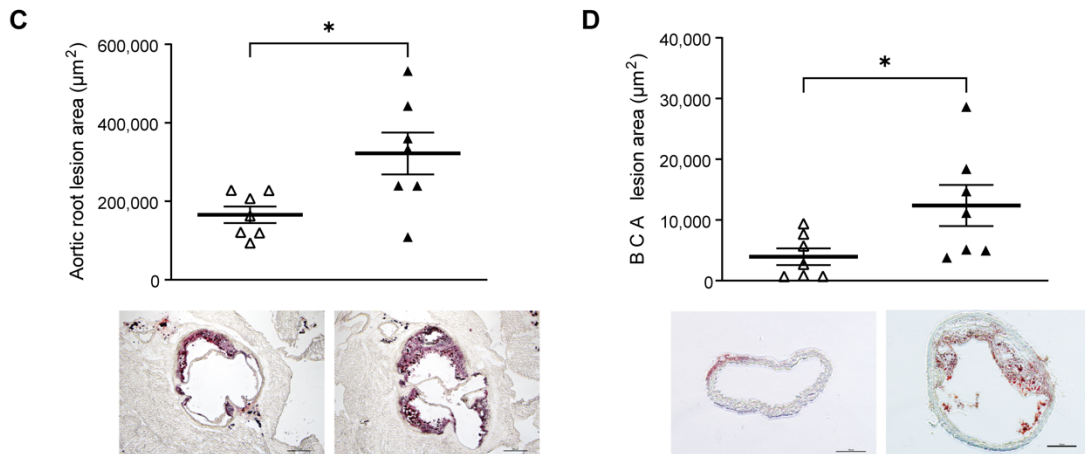 C
Aortic root lesion area (µm²)
600,000
400,000
200,000
0
*
D
B C A lesion area (µm²)
40,000
30,000
20,000
10,000
0
*